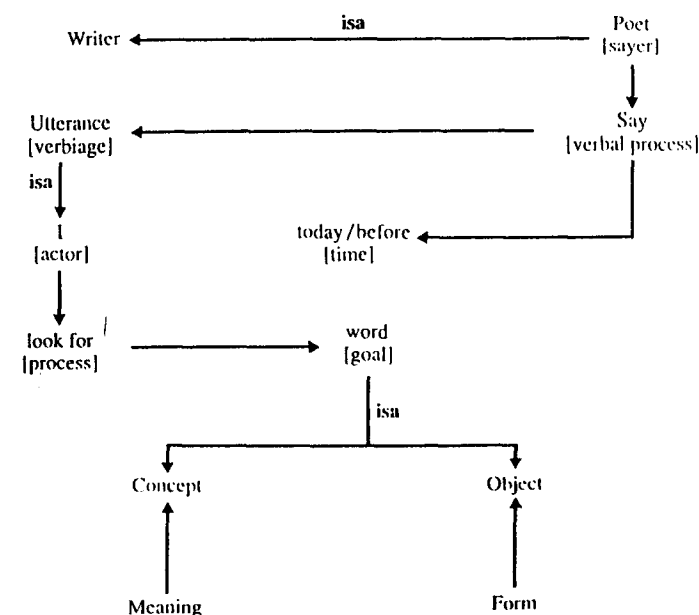 isa
Writer
Poet
[sayer]
Utterance
[verbiage]
Say
[verbal process]
isa
I
[actor]
today/before
[time]
look for
[process]
word
[goal]
isa
Concept
Object
Meaning
Form